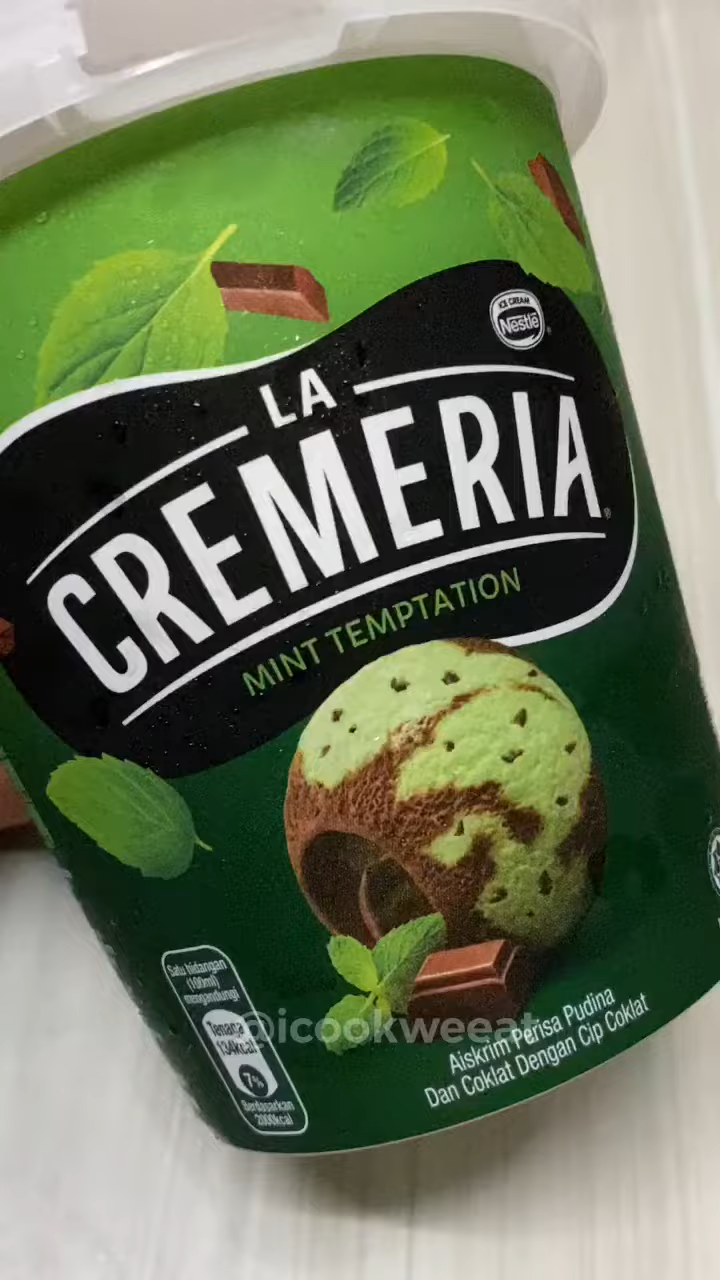 ICE CREAM
Nestlé
LA
CREMERIA
MINT TEMPTATION
Satu hidangan
(100ml)
mengandungi
Tenaga
134kcal
7%
Berdasarkan
2000kcal
@icookweeat
Aiskrim Perisa Pudina
Dan Coklat Dengan Cip Coklat